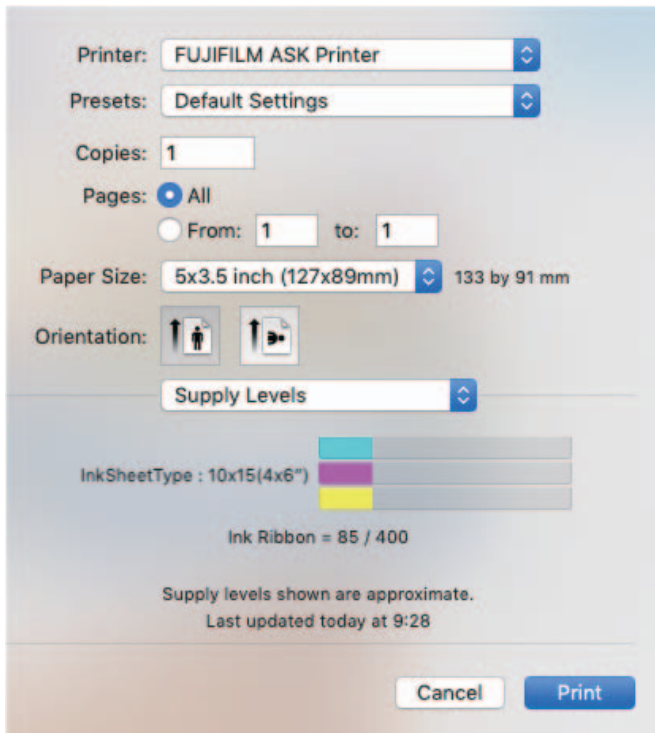 Printer: FUJIFILM ASK Printer
Presets: Default Settings
Copies: 1
Pages: All
From: 1 to: 1
Paper Size: 5x3.5 inch (127x89mm) 133 by 91 mm
Orientation:
Supply Levels
InkSheetType : 10x15(4x6”)
Ink Ribbon = 85 / 400
Supply levels shown are approximate.
Last updated today at 9:28
Cancel Print